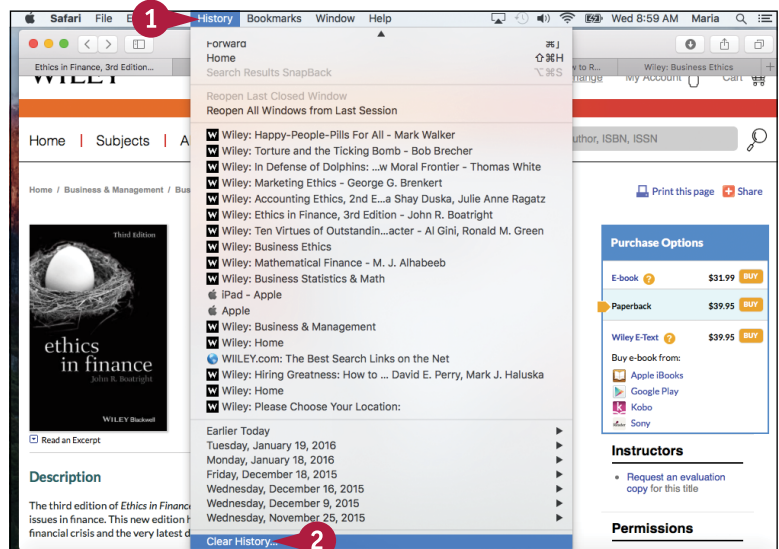 Safari File E History Bookmarks Window Help Wed 8:59 AM Maria
1
Ethics in Finance, 3rd Edition...
y to R...
Wiley: Business Ethics
Forward ⌘]
Home ⇧⌘H
Search Results SnapBack ⌥⌘S
Reopen Last Closed Window
Reopen All Windows from Last Session
W Wiley: Happy-People-Pills For All - Mark Walker
W Wiley: Torture and the Ticking Bomb - Bob Brecher
W Wiley: In Defense of Dolphins: ...w Moral Frontier - Thomas White
W Wiley: Marketing Ethics - George G. Brenkert
W Wiley: Accounting Ethics, 2nd E...a Shay Duska, Julie Anne Ragatz
W Wiley: Ethics in Finance, 3rd Edition - John R. Boatright
W Wiley: Ten Virtues of Outstandin...acter - Al Gini, Ronald M. Green
W Wiley: Business Ethics
W Wiley: Mathematical Finance - M. J. Alhabeeb
W Wiley: Business Statistics & Math
iPad - Apple
Apple
W Wiley: Business & Management
W Wiley: Home
WIILEY.com: The Best Search Links on the Net
W Wiley: Hiring Greatness: How to ... David E. Perry, Mark J. Haluska
W Wiley: Home
W Wiley: Please Choose Your Location:
Earlier Today
Tuesday, January 19, 2016
Monday, January 18, 2016
Friday, December 18, 2015
Wednesday, December 16, 2015
Wednesday, December 9, 2015
Wednesday, November 25, 2015
Clear History...
2
WILEY
hange My Account Cart
Home | Subjects | A
uthor, ISBN, ISSN
Home / Business & Management / Bus
Print this page Share
Third Edition
ethics
in finance
John R. Boatright
WILEY Blackwell
Read an Excerpt
Description
The third edition of Ethics in Financ
issues in finance. This new edition h
financial crisis and the very latest d
Purchase Options
E-book ? $31.99 BUY
Paperback $39.95 BUY
Wiley E-Text ? $39.95 BUY
Buy e-book from:
Apple iBooks
Google Play
k Kobo
Sony
Instructors
• Request an evaluation
copy for this title
Permissions